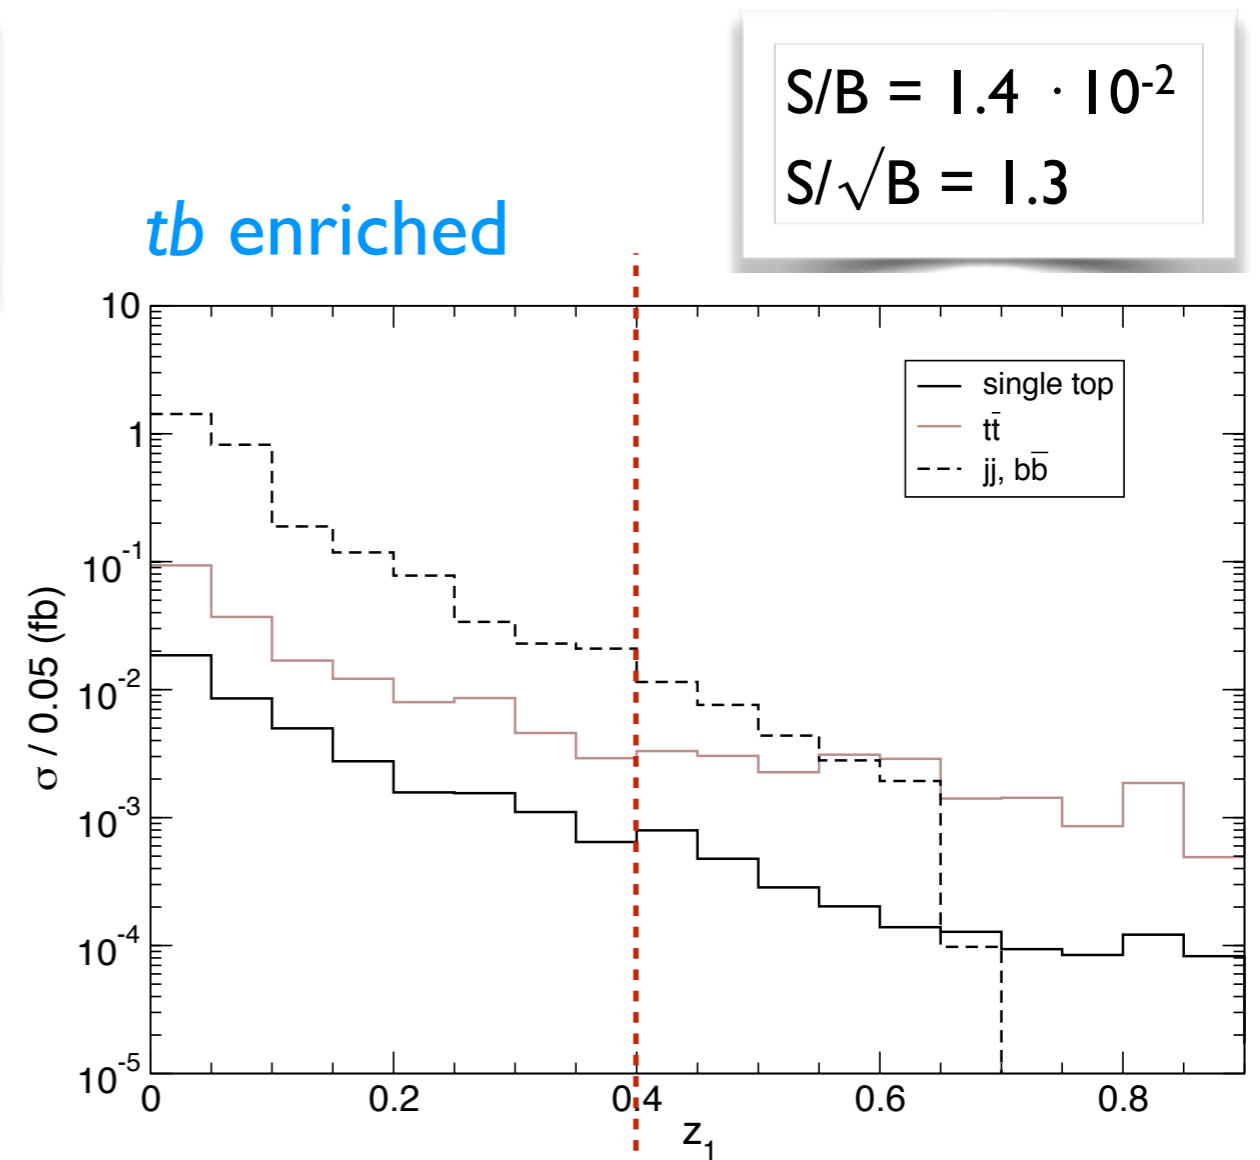 S/B = 1.4 · 10⁻²
S/√B = 1.3
tb enriched
10
1
10⁻¹
10⁻²
10⁻³
10⁻⁴
10⁻⁵
σ / 0.05 (fb)
single top
tt̄
jj, bb̄
0 0.2 0.4 0.6 0.8
z₁